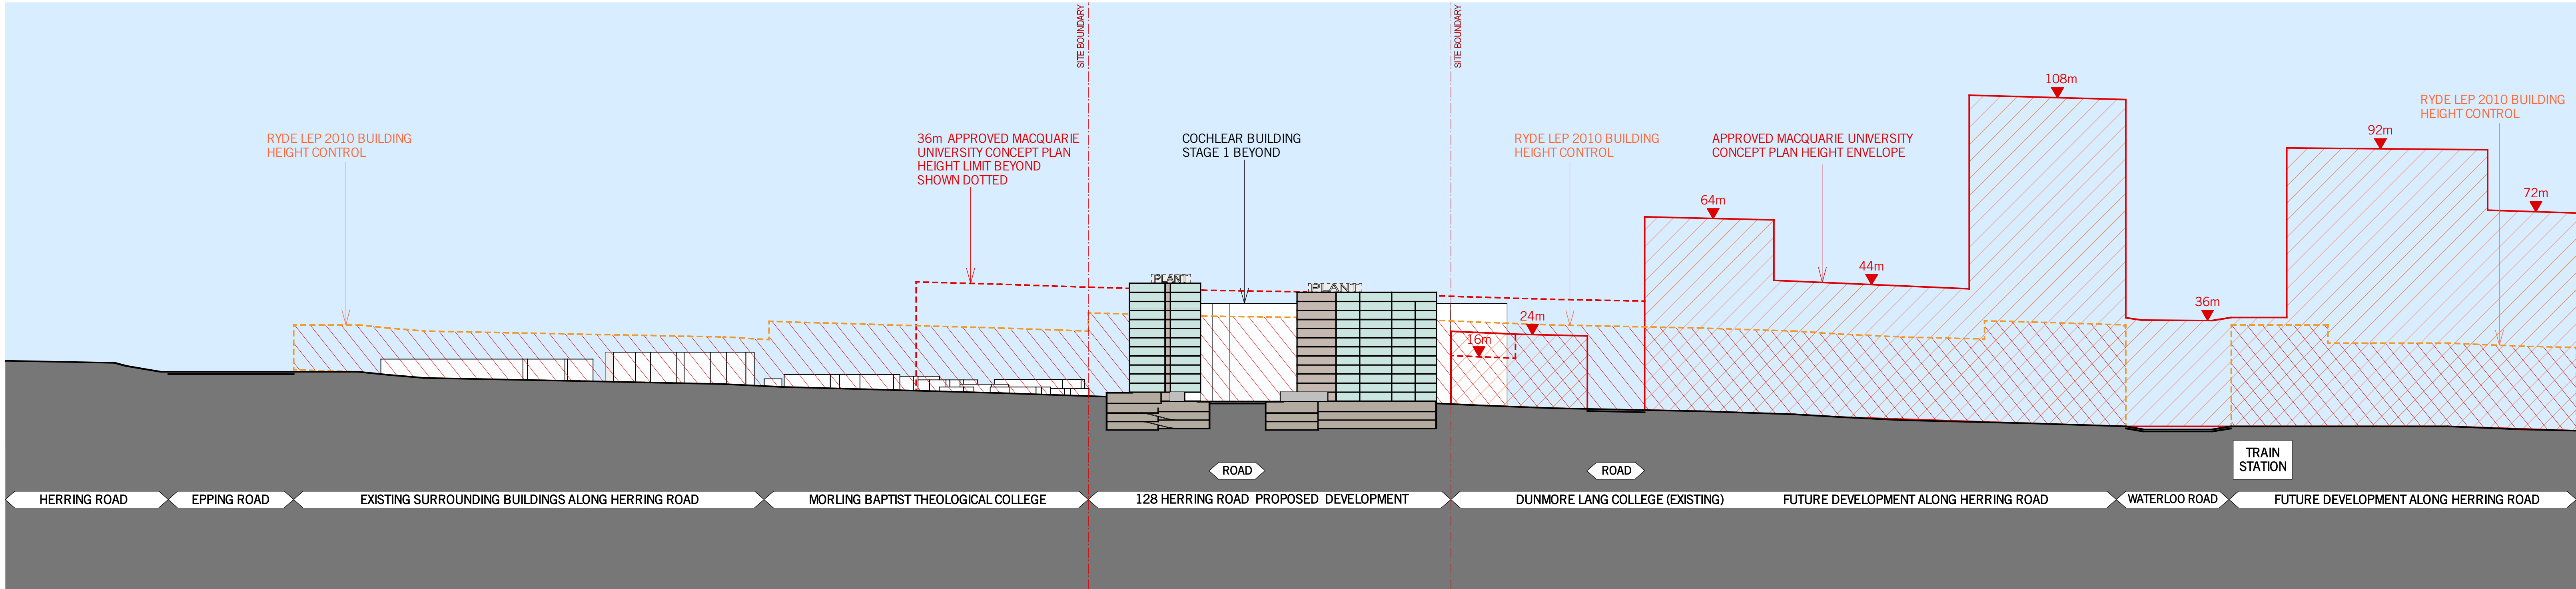 SITE BOUNDARY
SITE BOUNDARY
108m
RYDE LEP 2010 BUILDING
HEIGHT CONTROL
92m
RYDE LEP 2010 BUILDING
HEIGHT CONTROL
36m APPROVED MACQUARIE
UNIVERSITY CONCEPT PLAN
HEIGHT LIMIT BEYOND
SHOWN DOTTED
COCHLEAR BUILDING
STAGE 1 BEYOND
RYDE LEP 2010 BUILDING
HEIGHT CONTROL
APPROVED MACQUARIE UNIVERSITY
CONCEPT PLAN HEIGHT ENVELOPE
64m
72m
44m
PLANT
PLANT
36m
24m
16m
TRAIN
STATION
ROAD
ROAD
HERRING ROAD
EPPING ROAD
EXISTING SURROUNDING BUILDINGS ALONG HERRING ROAD
MORLING BAPTIST THEOLOGICAL COLLEGE
128 HERRING ROAD PROPOSED DEVELOPMENT
DUNMORE LANG COLLEGE (EXISTING)
FUTURE DEVELOPMENT ALONG HERRING ROAD
WATERLOO ROAD
FUTURE DEVELOPMENT ALONG HERRING ROAD